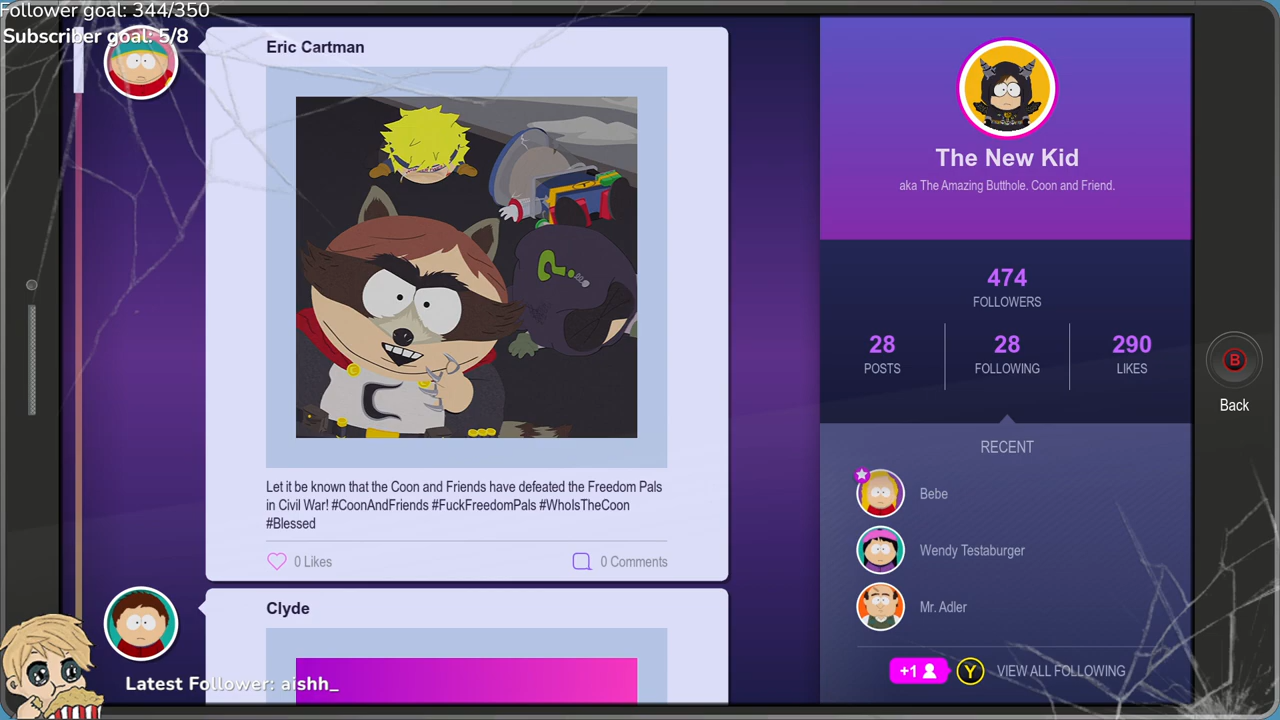 Follower goal: 344/350
Subscriber goal: 5/8
Eric Cartman
?
C
Let it be known that the Coon and Friends have defeated the Freedom Pals
in Civil War! #CoonAndFriends #FuckFreedomPals #WhoIsTheCoon
#Blessed
0 Likes
0 Comments
Clyde
Latest Follower: aishh_
The New Kid
aka The Amazing Butthole. Coon and Friend.
474
FOLLOWERS
28
POSTS
28
FOLLOWING
290
LIKES
RECENT
Bebe
Wendy Testaburger
Mr. Adler
+1
Y
VIEW ALL FOLLOWING
B
Back